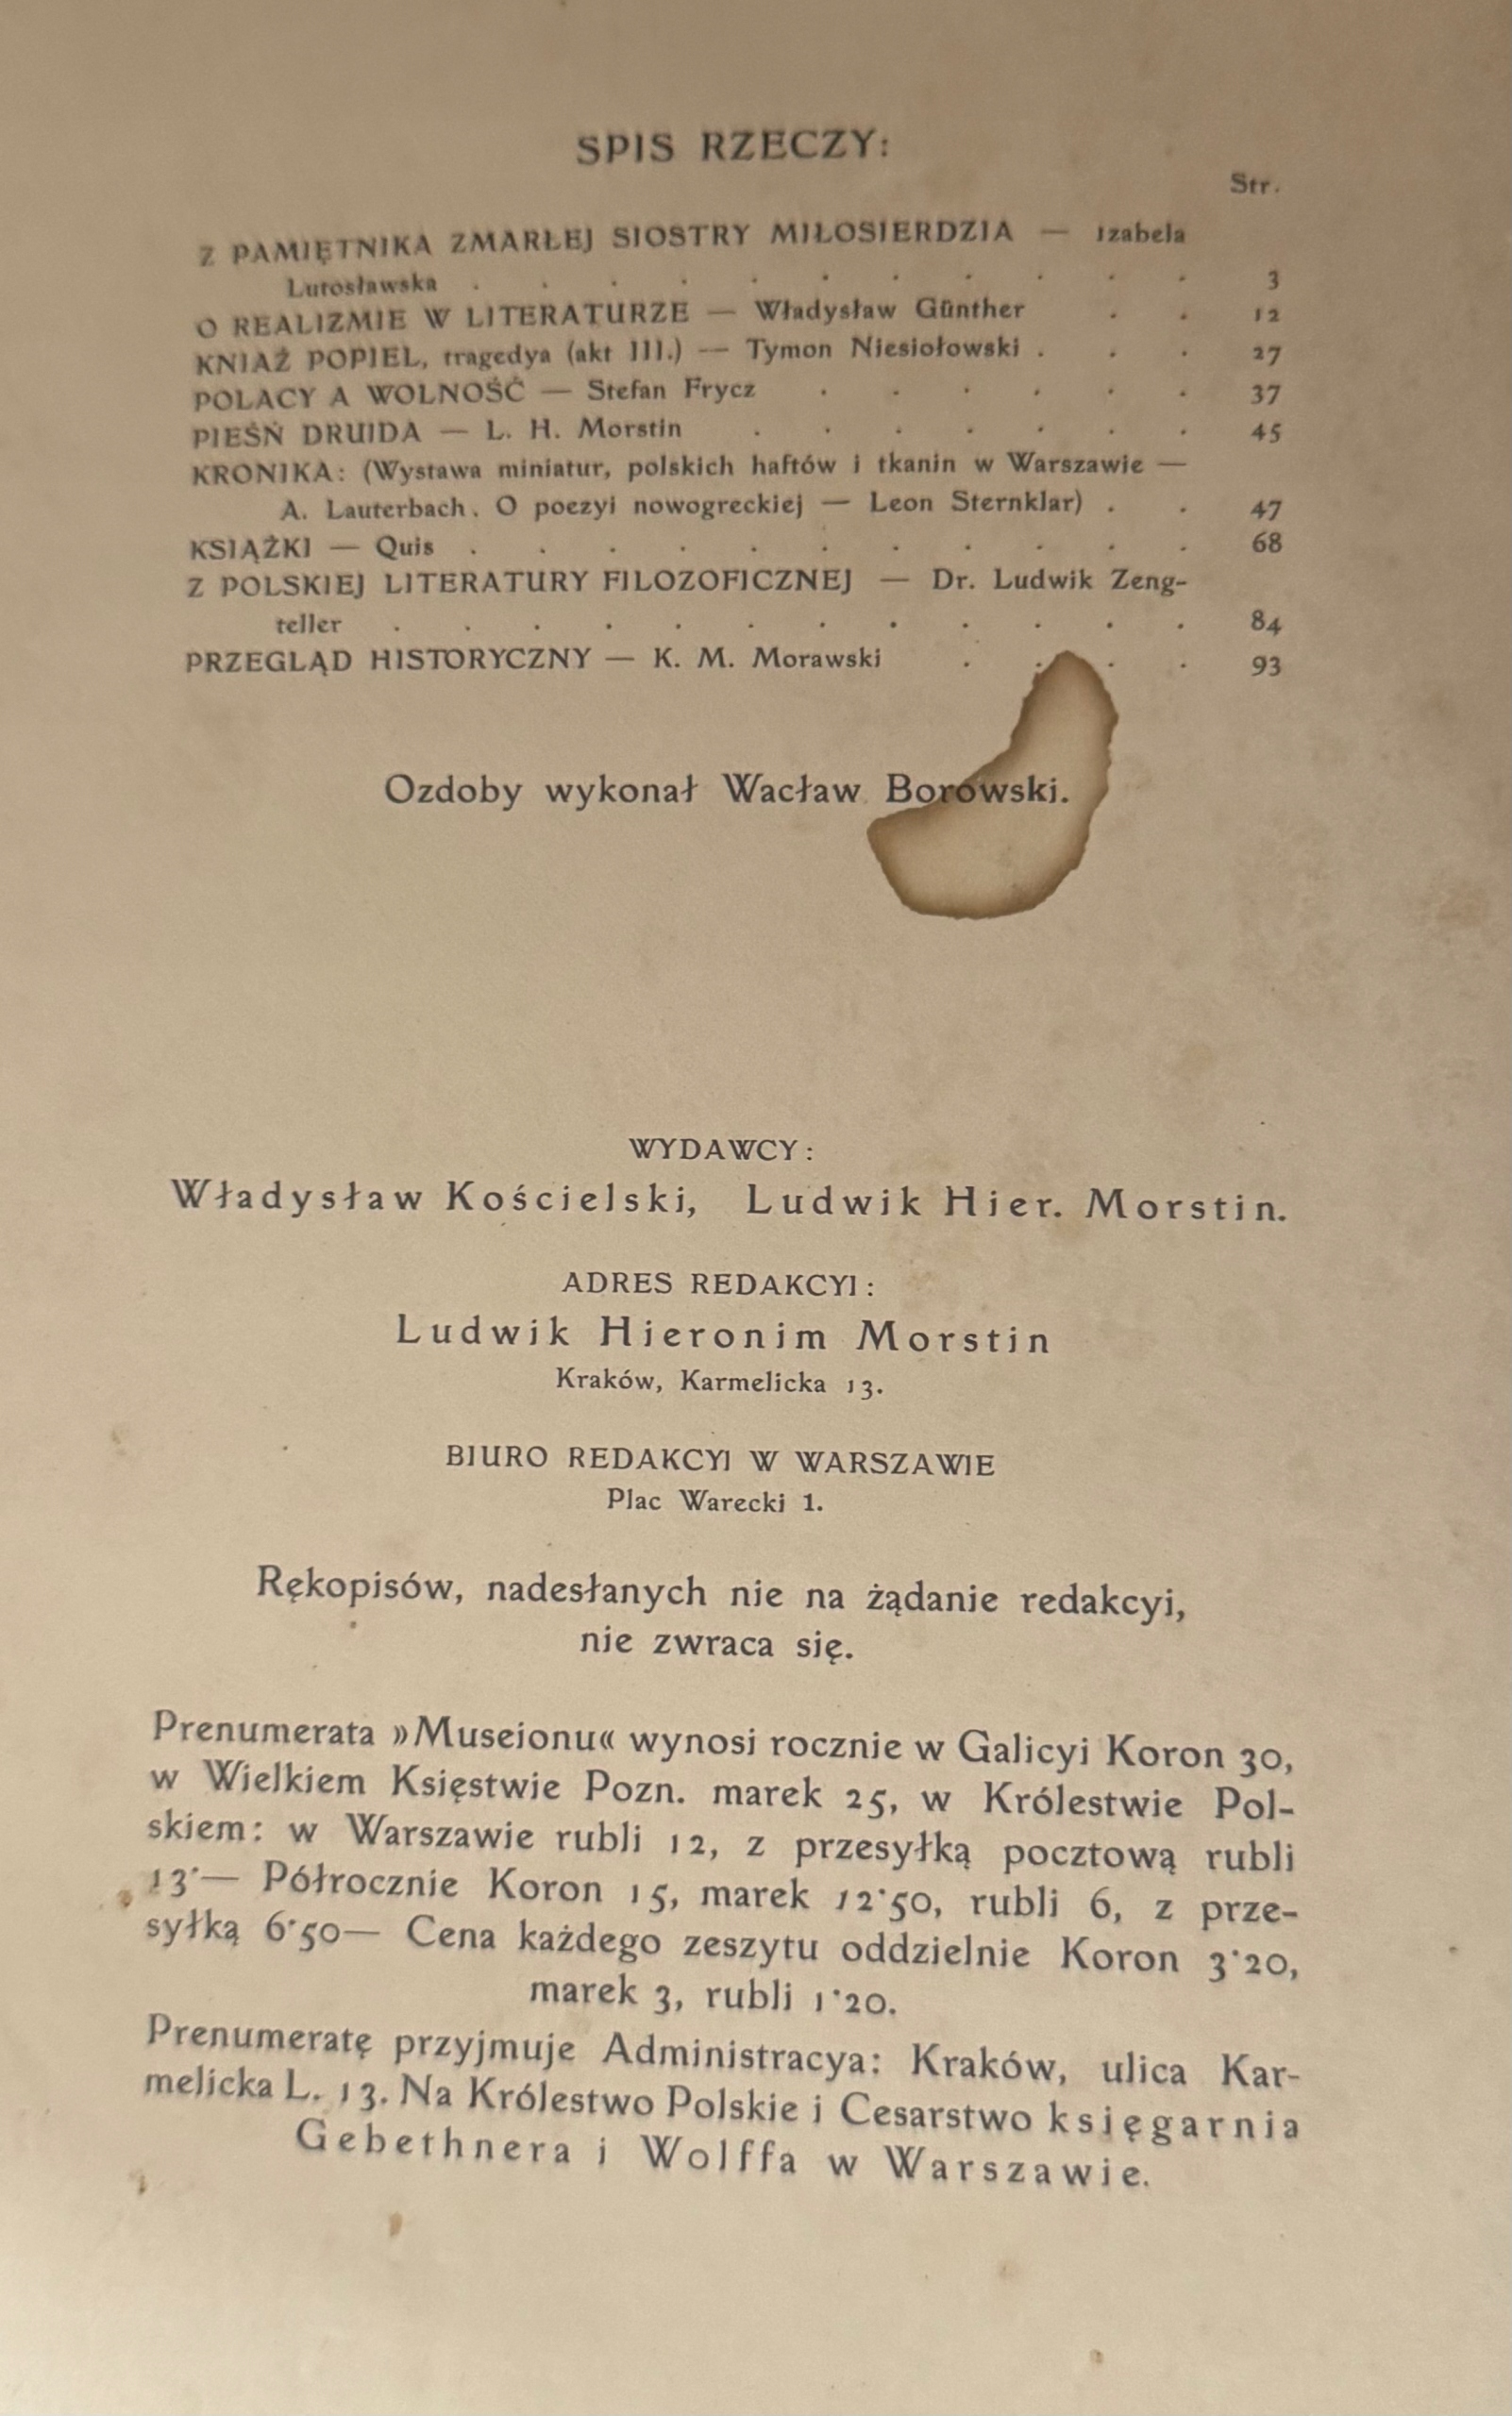 SPIS RZECZY:
Str.
Z PAMIĘTNIKA ZMARŁEJ SIOSTRY MIŁOSIERDZIA — Izabela
Lutosławska . . . . . . . . . . . 3
O REALIZMIE W LITERATURZE — Władysław Günther . . 12
KNIAŹ POPIEL, tragedya (akt III.) — Tymon Niesiołowski . . . 27
POLACY A WOLNOŚĆ — Stefan Frycz . . . . . . 37
PIEŚŃ DRUIDA — L. H. Morstin . . . . . . . 45
KRONIKA: (Wystawa miniatur, polskich haftów i tkanin w Warszawie —
A. Lauterbach. O poezyi nowogreckiej — Leon Sternklar) . . 47
KSIĄŻKI — Quis . . . . . . . . . . . 68
Z POLSKIEJ LITERATURY FILOZOFICZNEJ — Dr. Ludwik Zeng-
teller . . . . . . . . . . . . 84
PRZEGLĄD HISTORYCZNY — K. M. Morawski . . . . 93
Ozdoby wykonał Wacław Borowski.
WYDAWCY:
Władysław Kościelski, Ludwik Hier. Morstin.
ADRES REDAKCYI:
Ludwik Hieronim Morstin
Kraków, Karmelicka 13.
BIURO REDAKCYI W WARSZAWIE
Plac Warecki 1.
Rękopisów, nadesłanych nie na żądanie redakcyi,
nie zwraca się.
Prenumerata »Museionu« wynosi rocznie w Galicyi Koron 30,
w Wielkiem Księstwie Pozn. marek 25, w Królestwie Pol-
skiem: w Warszawie rubli 12, z przesyłką pocztową rubli
13·— Półrocznie Koron 15, marek 12·50, rubli 6, z prze-
syłką 6·50— Cena każdego zeszytu oddzielnie Koron 3·20,
marek 3, rubli 1·20.
Prenumeratę przyjmuje Administracya: Kraków, ulica Kar-
melicka L. 13. Na Królestwo Polskie i Cesarstwo księgarnia
Gebethnera i Wolffa w Warszawie.